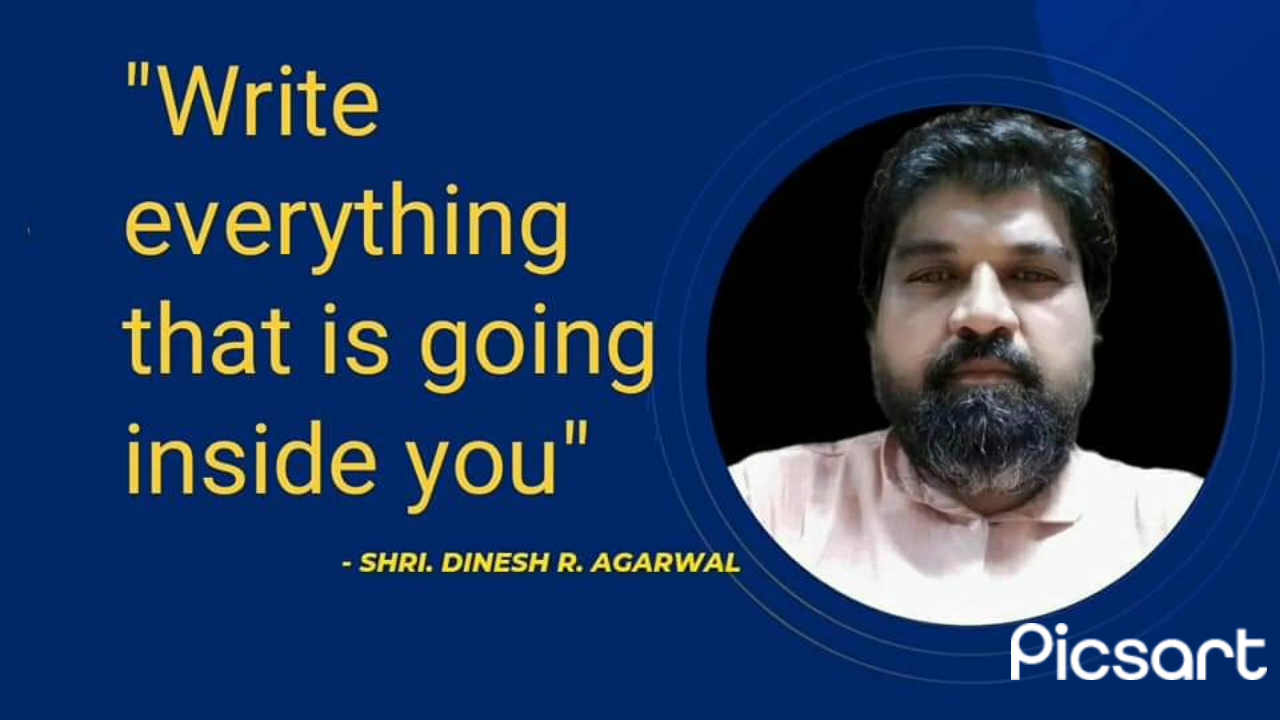 "Write
everything
that is going
inside you"
- SHRI. DINESH R. AGARWAL
Picsart